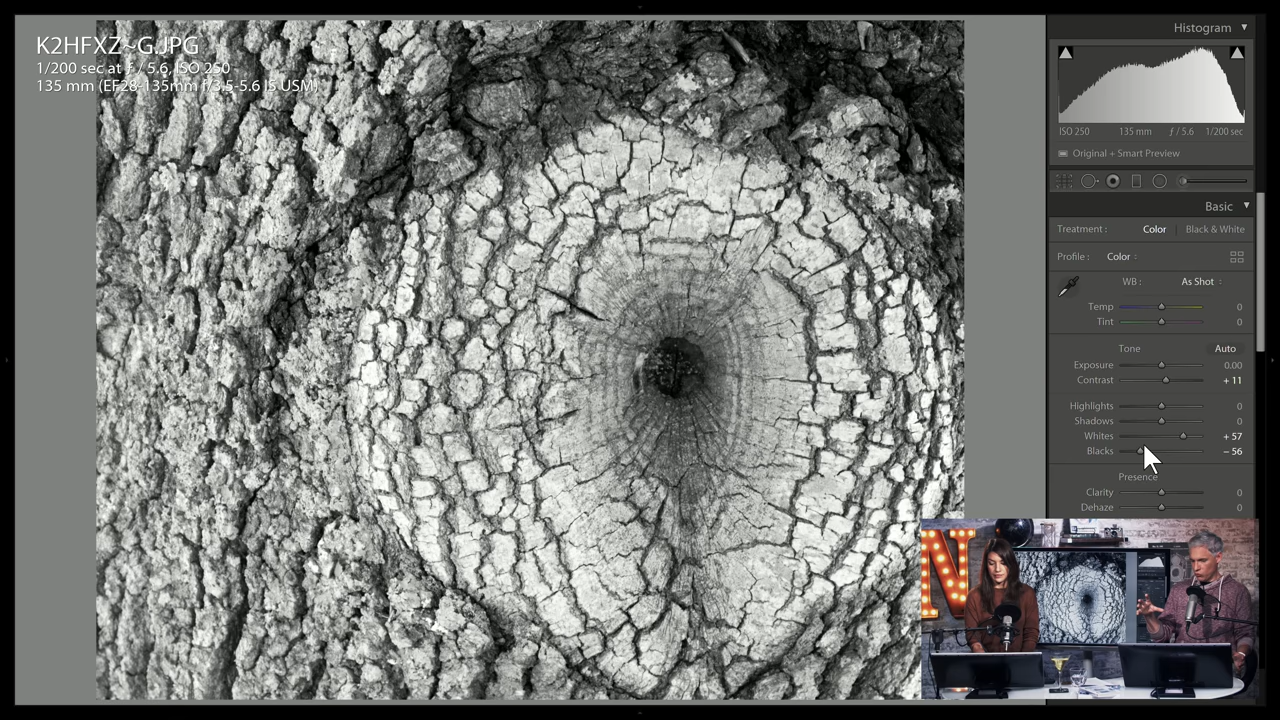 K2HFXZ~G.JPG
1/200 sec at ƒ / 5.6, ISO 250
135 mm (EF28-135mm f/3.5-5.6 IS USM)
Histogram
ISO 250 135 mm ƒ / 5.6 1/200 sec
Original + Smart Preview
Basic
Treatment : Color Black & White
Profile : Color
WB : As Shot
Temp 0
Tint 0
Tone Auto
Exposure 0.00
Contrast + 11
Highlights 0
Shadows 0
Whites + 57
Blacks – 56
Presence
Clarity 0
Dehaze 0
N